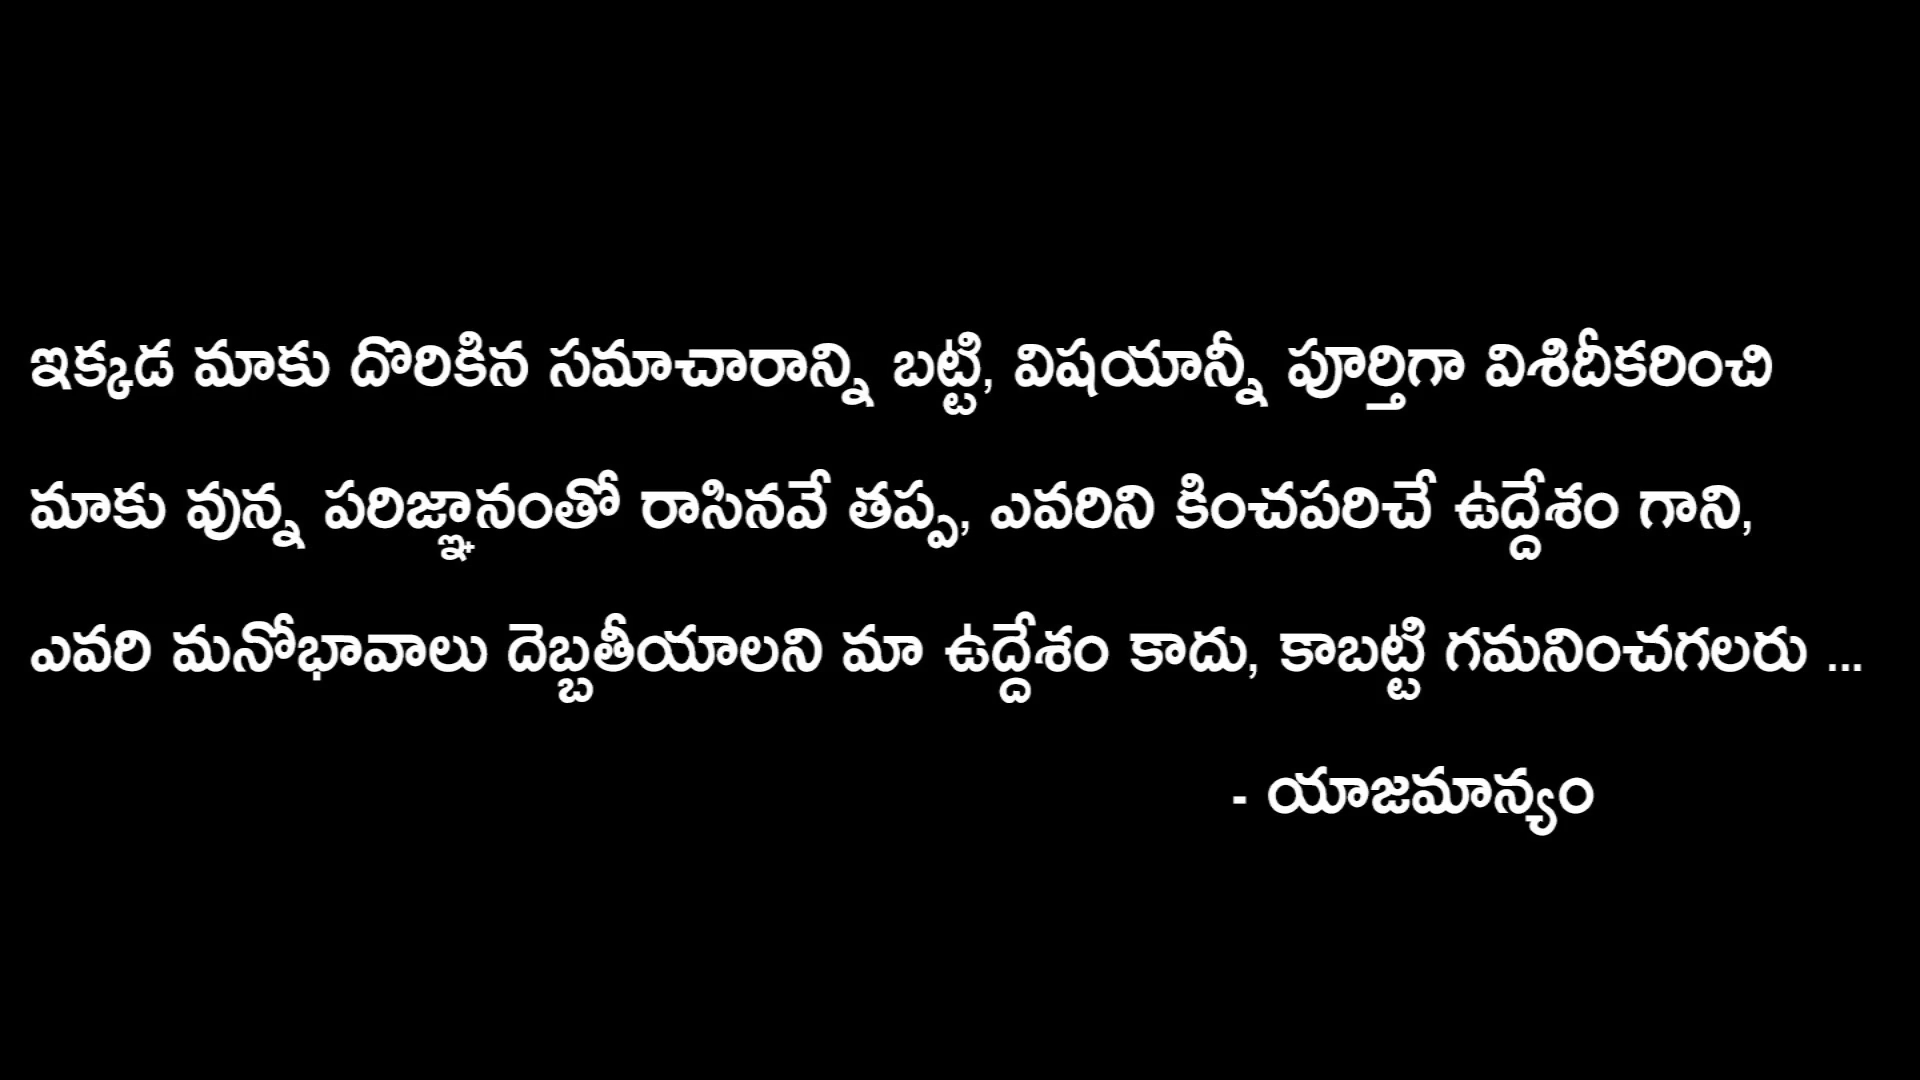 ఇక్కడ మాకు దొరికిన సమాచారాన్ని బట్టి, విషయాన్నీ పూర్తిగా విశిదీకరించి
మాకు వున్న పరిజ్ఞానంతో రాసినవే తప్ప, ఎవరిని కించపరిచే ఉద్దేశం గాని,
ఎవరి మనోభావాలు దెబ్బతీయాలని మా ఉద్దేశం కాదు, కాబట్టి గమనించగలరు ...
- యాజమాన్యం